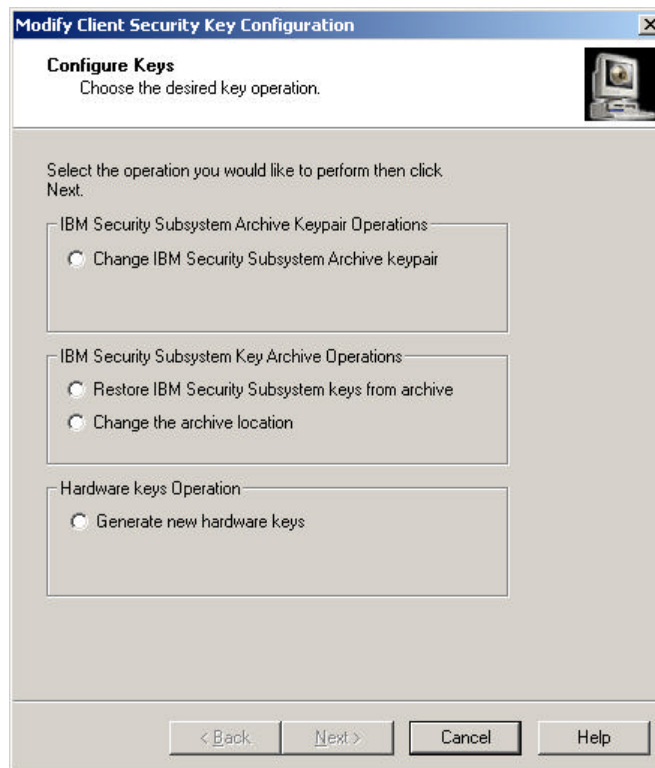 Modify Client Security Key Configuration
Configure Keys
Choose the desired key operation.
Select the operation you would like to perform then click
Next.
IBM Security Subsystem Archive Keypair Operations
Change IBM Security Subsystem Archive keypair
IBM Security Subsystem Key Archive Operations
Restore IBM Security Subsystem keys from archive
Change the archive location
Hardware keys Operation
Generate new hardware keys
< Back Next > Cancel Help